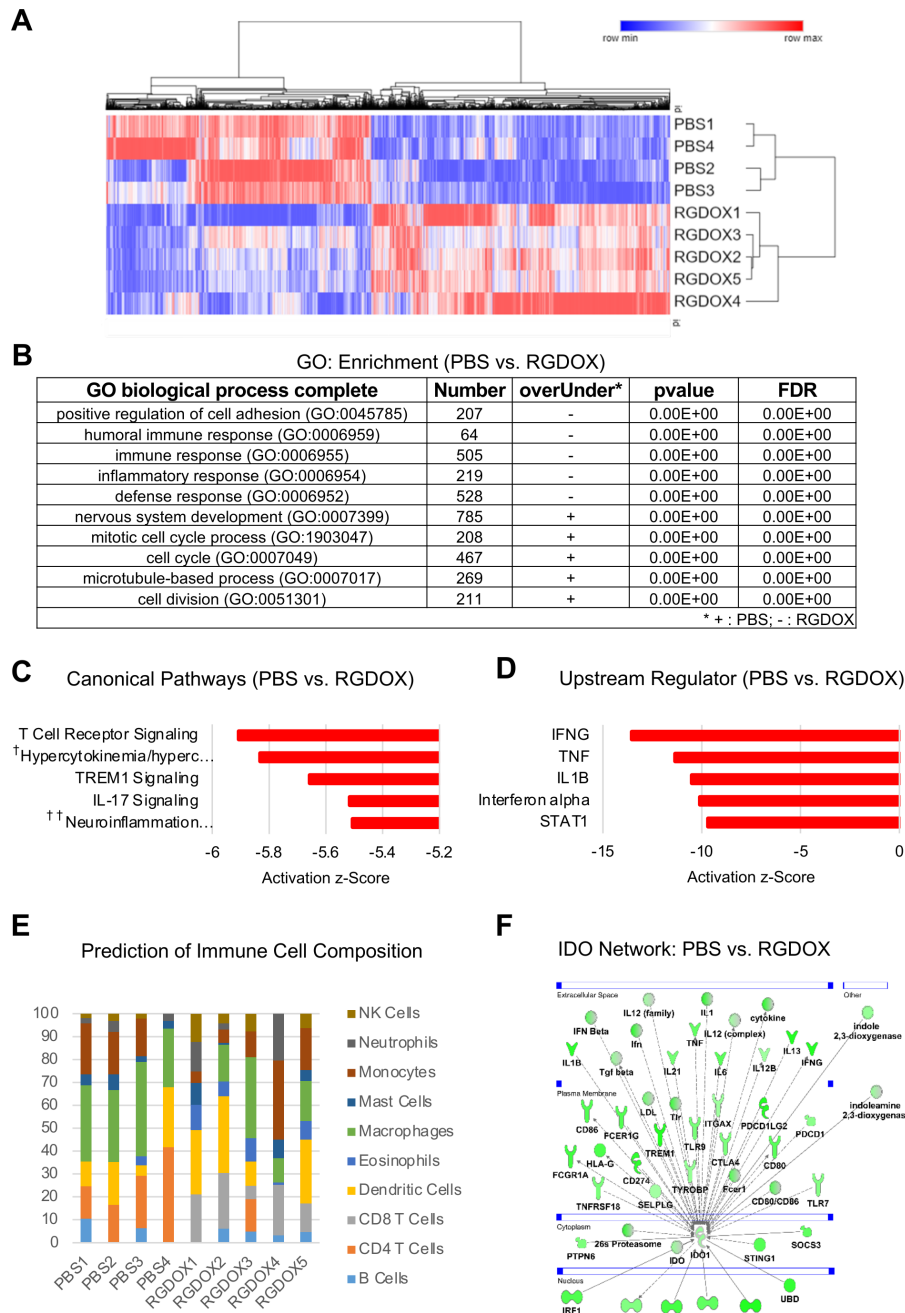 A
row min row max
id
PBS1
PBS4
PBS2
PBS3
RGDOX1
RGDOX3
RGDOX2
RGDOX5
RGDOX4
id
B
GO: Enrichment (PBS vs. RGDOX)
GO biological process complete Number overUnder* pvalue FDR
positive regulation of cell adhesion (GO:0045785) 207 - 0.00E+00 0.00E+00
humoral immune response (GO:0006959) 64 - 0.00E+00 0.00E+00
immune response (GO:0006955) 505 - 0.00E+00 0.00E+00
inflammatory response (GO:0006954) 219 - 0.00E+00 0.00E+00
defense response (GO:0006952) 528 - 0.00E+00 0.00E+00
nervous system development (GO:0007399) 785 + 0.00E+00 0.00E+00
mitotic cell cycle process (GO:1903047) 208 + 0.00E+00 0.00E+00
cell cycle (GO:0007049) 467 + 0.00E+00 0.00E+00
microtubule-based process (GO:0007017) 269 + 0.00E+00 0.00E+00
cell division (GO:0051301) 211 + 0.00E+00 0.00E+00
* + : PBS; - : RGDOX
C
Canonical Pathways (PBS vs. RGDOX)
T Cell Receptor Signaling
†Hypercytokinemia/hyperc…
TREM1 Signaling
IL-17 Signaling
††Neuroinflammation…
-6 -5.8 -5.6 -5.4 -5.2
Activation z-Score
D
Upstream Regulator (PBS vs. RGDOX)
IFNG
TNF
IL1B
Interferon alpha
STAT1
-15 -10 -5 0
Activation z-Score
E
Prediction of Immune Cell Composition
100
90
80
70
60
50
40
30
20
10
0
PBS1 PBS2 PBS3 PBS4 RGDOX1 RGDOX2 RGDOX3 RGDOX4 RGDOX5
NK Cells
Neutrophils
Monocytes
Mast Cells
Macrophages
Eosinophils
Dendritic Cells
CD8 T Cells
CD4 T Cells
B Cells
F
IDO Network: PBS vs. RGDOX
Extracellular Space Other
IL12 (family) IL1 cytokine
IFN Beta Ifn TNF IL12 (complex) indole
2,3-dioxygenase
IL1B Tgf beta IL21 IL6 IL12B IL13 IFNG
Plasma Membrane
CD86 FCER1G LDL Tlr ITGAX PDCD1LG2 PDCD1 indoleamine
2,3-dioxygenas
FCGR1A HLA-G CD274 TREM1 TLR9 CTLA4 CD80
TNFRSF18 SELPLG TYROBP Fcer1 CD80/CD86 TLR7
Cytoplasm
PTPN6 26s Proteasome IDO IDO1 STING1 SOCS3
Nucleus
IRF1 UBD